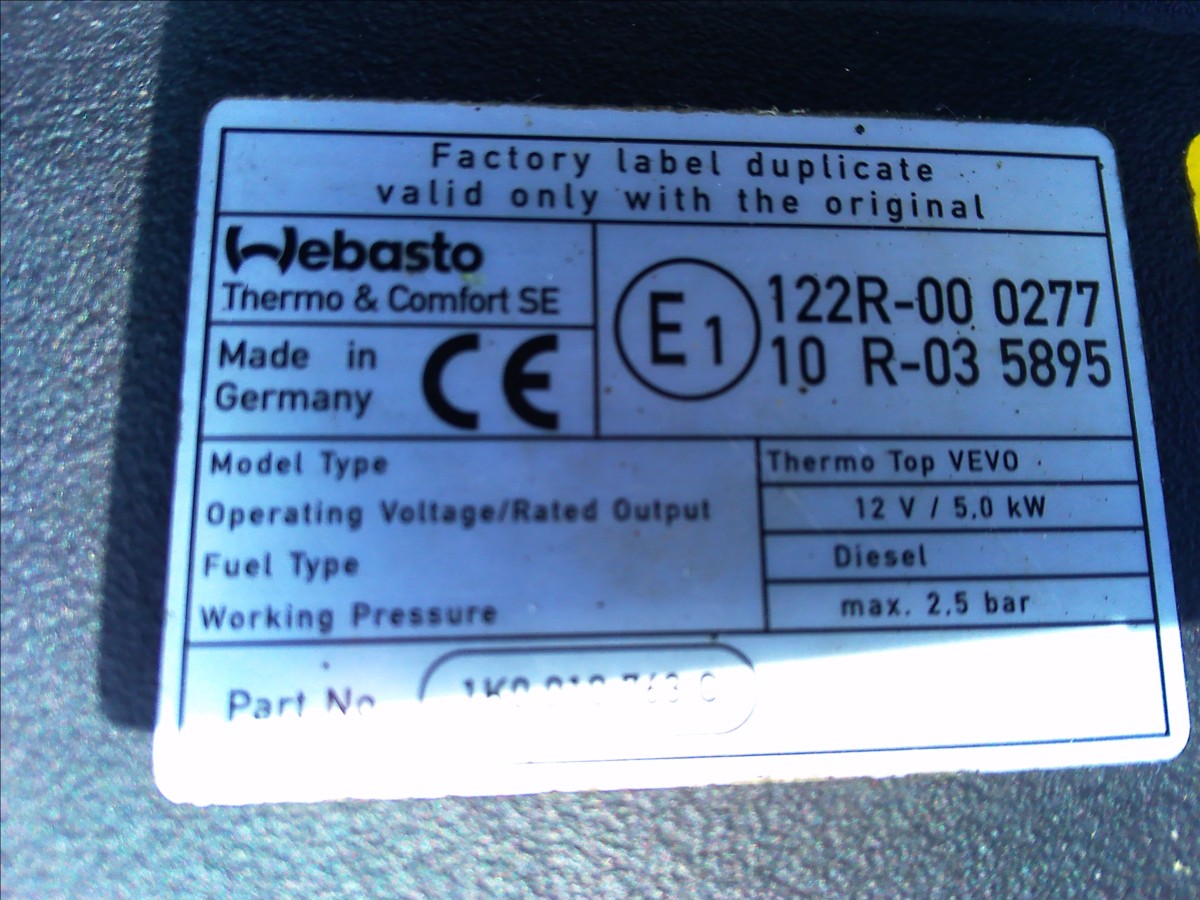 Factory label duplicate
valid only with the original
Webasto
Thermo & Comfort SE
Made in
Germany
CE
E1
122R-00 0277
10 R-03 5895
Model Type
Thermo Top VEVO
Operating Voltage/Rated Output
12 V / 5.0 kW
Fuel Type
Diesel
Working Pressure
max. 2,5 bar
Part No